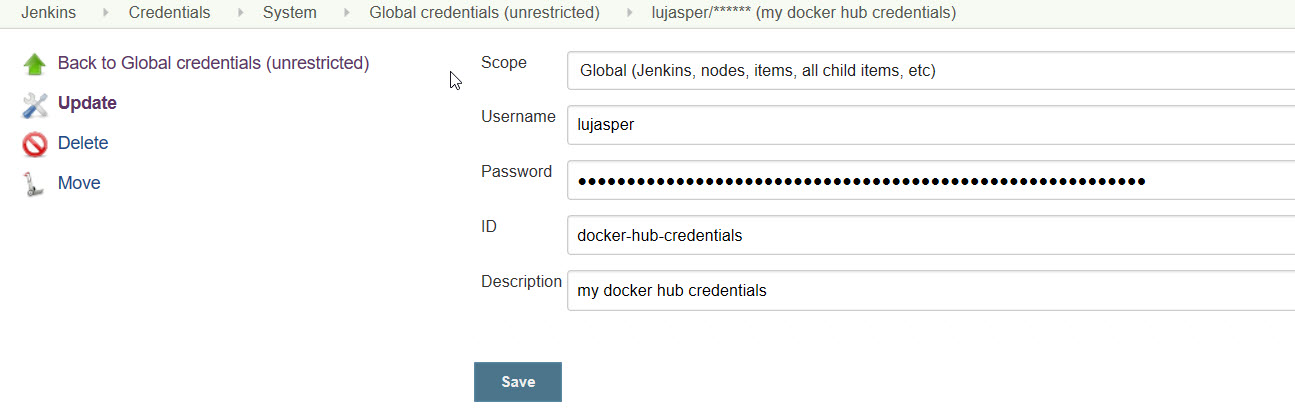 Jenkins Credentials System Global credentials (unrestricted) lujasper/****** (my docker hub credentials)
Back to Global credentials (unrestricted)
Update
Delete
Move
Scope Global (Jenkins, nodes, items, all child items, etc)
Username lujasper
Password ••••••••••••••••••••••••••••••••••••••••••••••••••••••••••
ID docker-hub-credentials
Description my docker hub credentials
Save